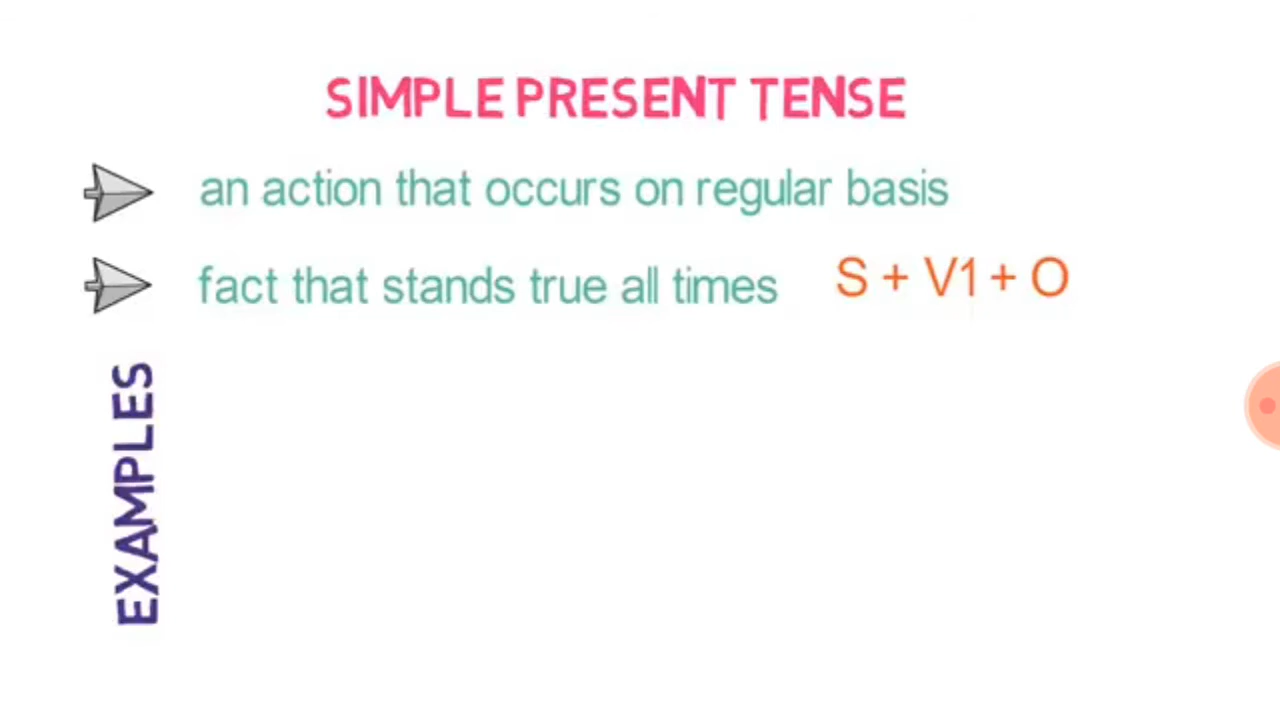 SIMPLE PRESENT TENSE
an action that occurs on regular basis
fact that stands true all times
S + V1 + O
EXAMPLES